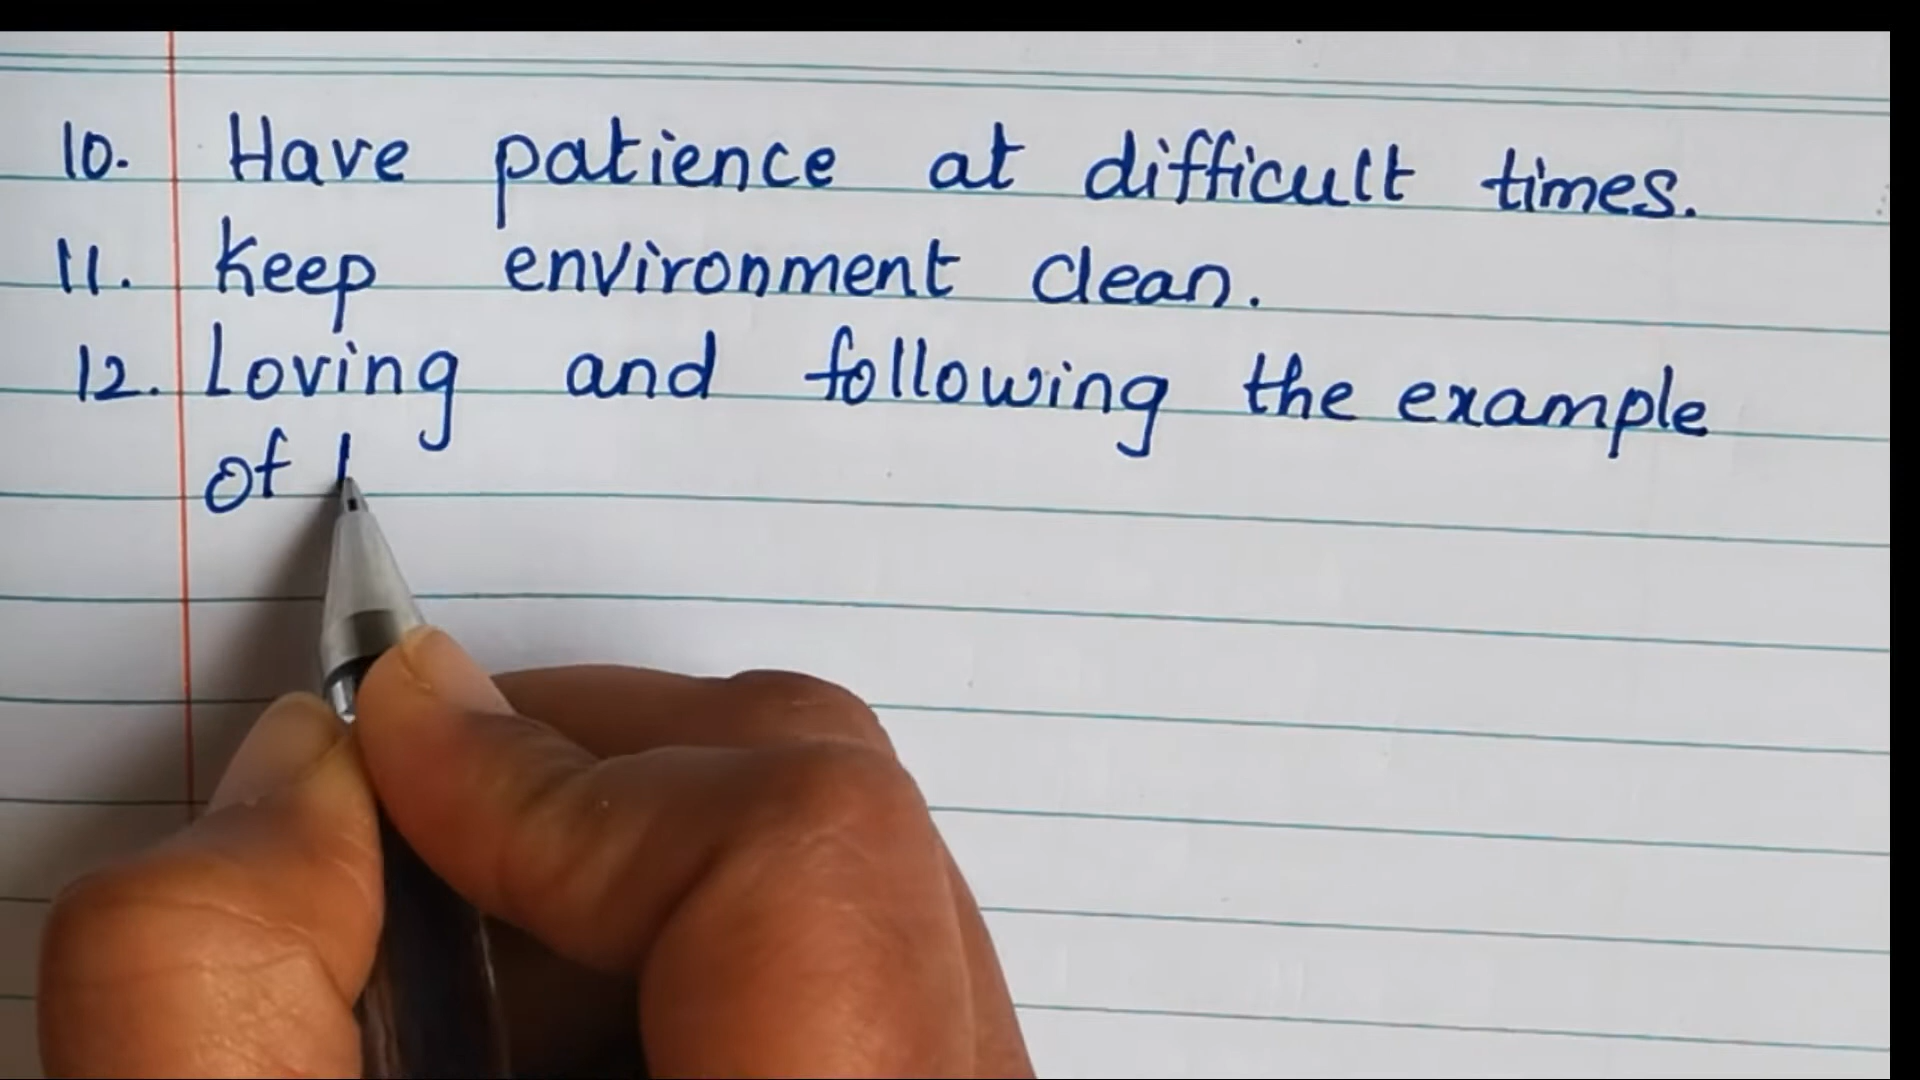 10. Have patience at difficult times.
11. Keep environment clean.
12. Loving and following the example
of